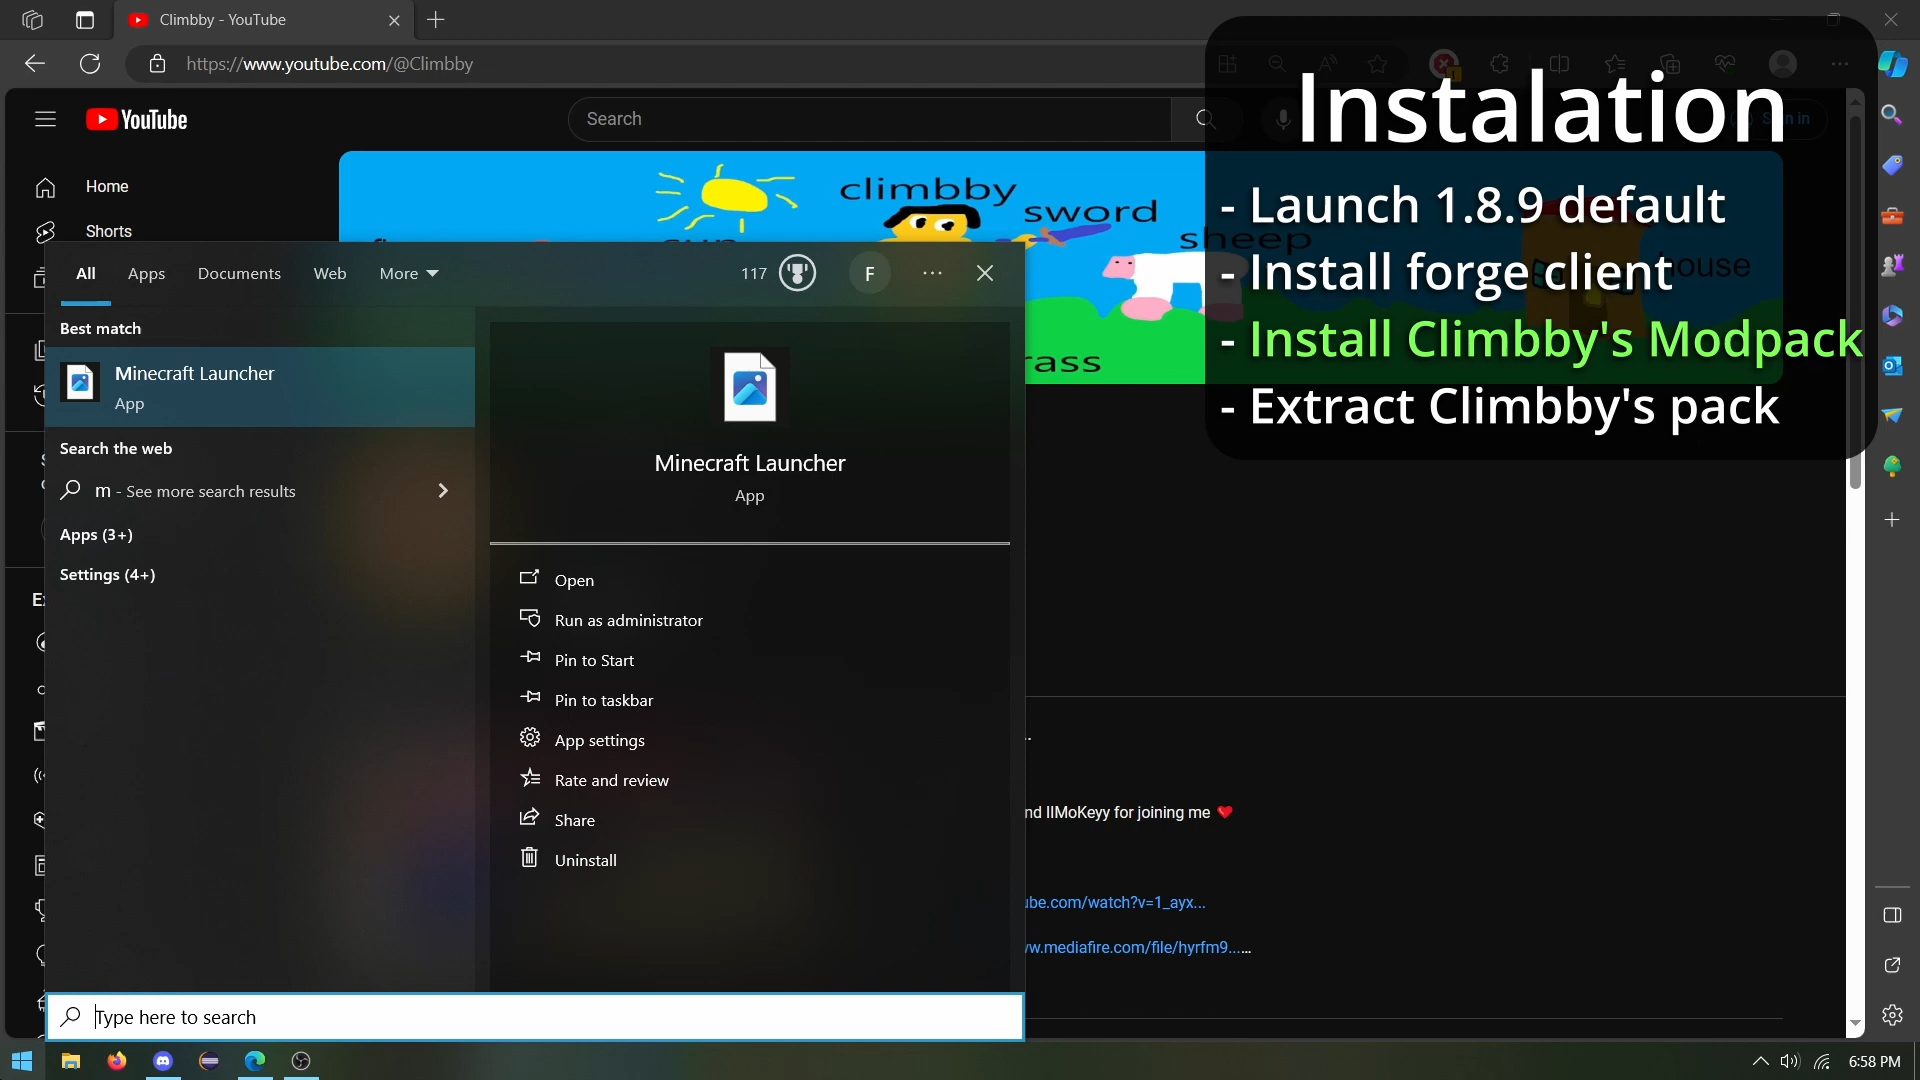 Climbby - YouTube
https://www.youtube.com/@Climbby
YouTube
Search
Sign in
Home
Shorts
climbby
sword
sheep
house
Instalation
- Launch 1.8.9 default
- Install forge client
- Install Climbby's Modpack
- Extract Climbby's pack
All
Apps
Documents
Web
More
117
F
Best match
Minecraft Launcher
App
Search the web
m - See more search results
Apps (3+)
Settings (4+)
Minecraft Launcher
App
Open
Run as administrator
Pin to Start
Pin to taskbar
App settings
Rate and review
Share
Uninstall
rass
..
nd IIMoKeyy for joining me
be.com/watch?v=1_ayx...
w.mediafire.com/file/hyrfm9......
Type here to search
6:58 PM